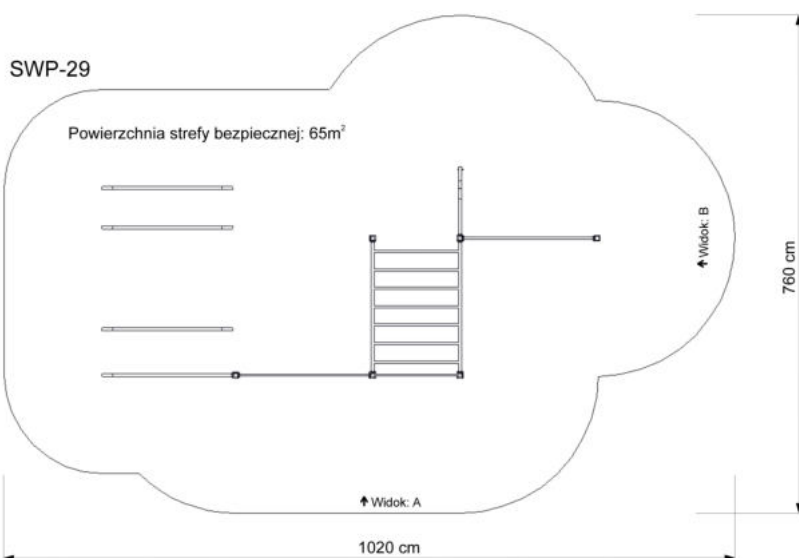 SWP-29
Powierzchnia strefy bezpiecznej: 65m²
Widok: B
760 cm
Widok: A
1020 cm